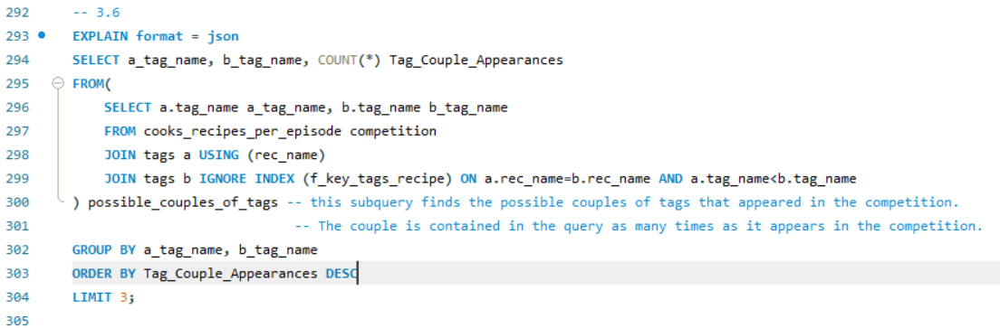 292 -- 3.6
293 EXPLAIN format = json
294 SELECT a_tag_name, b_tag_name, COUNT(*) Tag_Couple_Appearances
295 FROM(
296 SELECT a.tag_name a_tag_name, b.tag_name b_tag_name
297 FROM cooks_recipes_per_episode competition
298 JOIN tags a USING (rec_name)
299 JOIN tags b IGNORE INDEX (f_key_tags_recipe) ON a.rec_name=b.rec_name AND a.tag_name<b.tag_name
300 ) possible_couples_of_tags -- this subquery finds the possible couples of tags that appeared in the competition.
301 -- The couple is contained in the query as many times as it appears in the competition.
302 GROUP BY a_tag_name, b_tag_name
303 ORDER BY Tag_Couple_Appearances DESC
304 LIMIT 3;
305